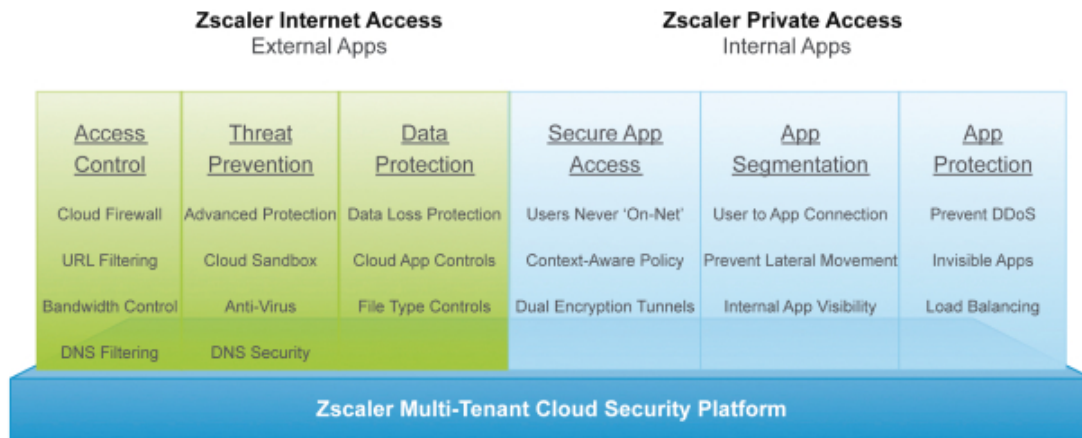 Zscaler Internet Access
External Apps
Zscaler Private Access
Internal Apps
Access
Control
Cloud Firewall
URL Filtering
Bandwidth Control
DNS Filtering
Threat
Prevention
Advanced Protection
Cloud Sandbox
Anti-Virus
DNS Security
Data
Protection
Data Loss Protection
Cloud App Controls
File Type Controls
Secure App
Access
Users Never ‘On-Net’
Context-Aware Policy
Dual Encryption Tunnels
App
Segmentation
User to App Connection
Prevent Lateral Movement
Internal App Visibility
App
Protection
Prevent DDoS
Invisible Apps
Load Balancing
Zscaler Multi-Tenant Cloud Security Platform